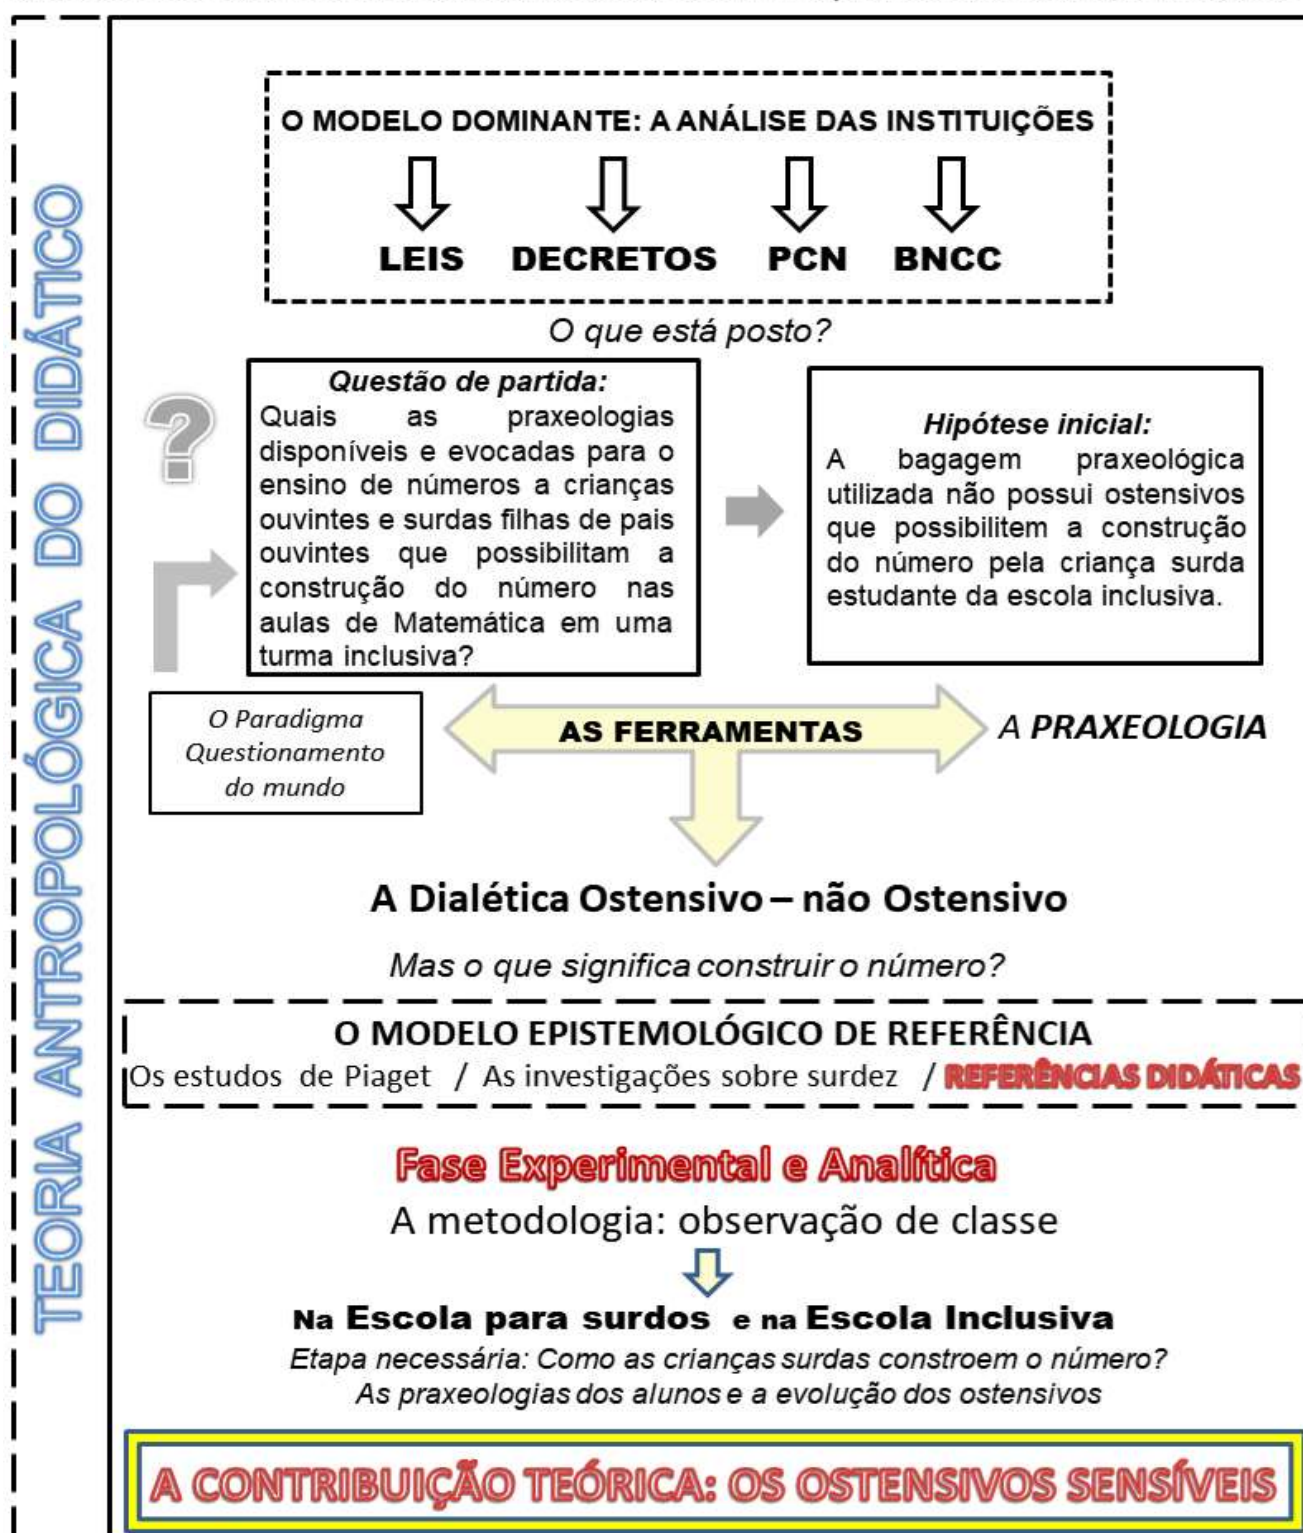 TEORIA ANTROPOLÓGICA DO DIDÁTICO
O MODELO DOMINANTE: A ANÁLISE DAS INSTITUIÇÕES
LEIS DECRETOS PCN BNCC
O que está posto?
?
Questão de partida:
Quais as praxeologias
disponíveis e evocadas para o
ensino de números a crianças
ouvintes e surdas filhas de pais
ouvintes que possibilitam a
construção do número nas
aulas de Matemática em uma
turma inclusiva?
Hipótese inicial:
A bagagem praxeológica
utilizada não possui ostensivos
que possibilitem a construção
do número pela criança surda
estudante da escola inclusiva.
O Paradigma
Questionamento
do mundo
AS FERRAMENTAS
A PRAXEOLOGIA
A Dialética Ostensivo – não Ostensivo
Mas o que significa construir o número?
O MODELO EPISTEMOLÓGICO DE REFERÊNCIA
Os estudos de Piaget / As investigações sobre surdez / REFERÊNCIAS DIDÁTICAS
Fase Experimental e Analítica
A metodologia: observação de classe
Na Escola para surdos e na Escola Inclusiva
Etapa necessária: Como as crianças surdas constroem o número?
As praxeologias dos alunos e a evolução dos ostensivos
A CONTRIBUIÇÃO TEÓRICA: OS OSTENSIVOS SENSÍVEIS